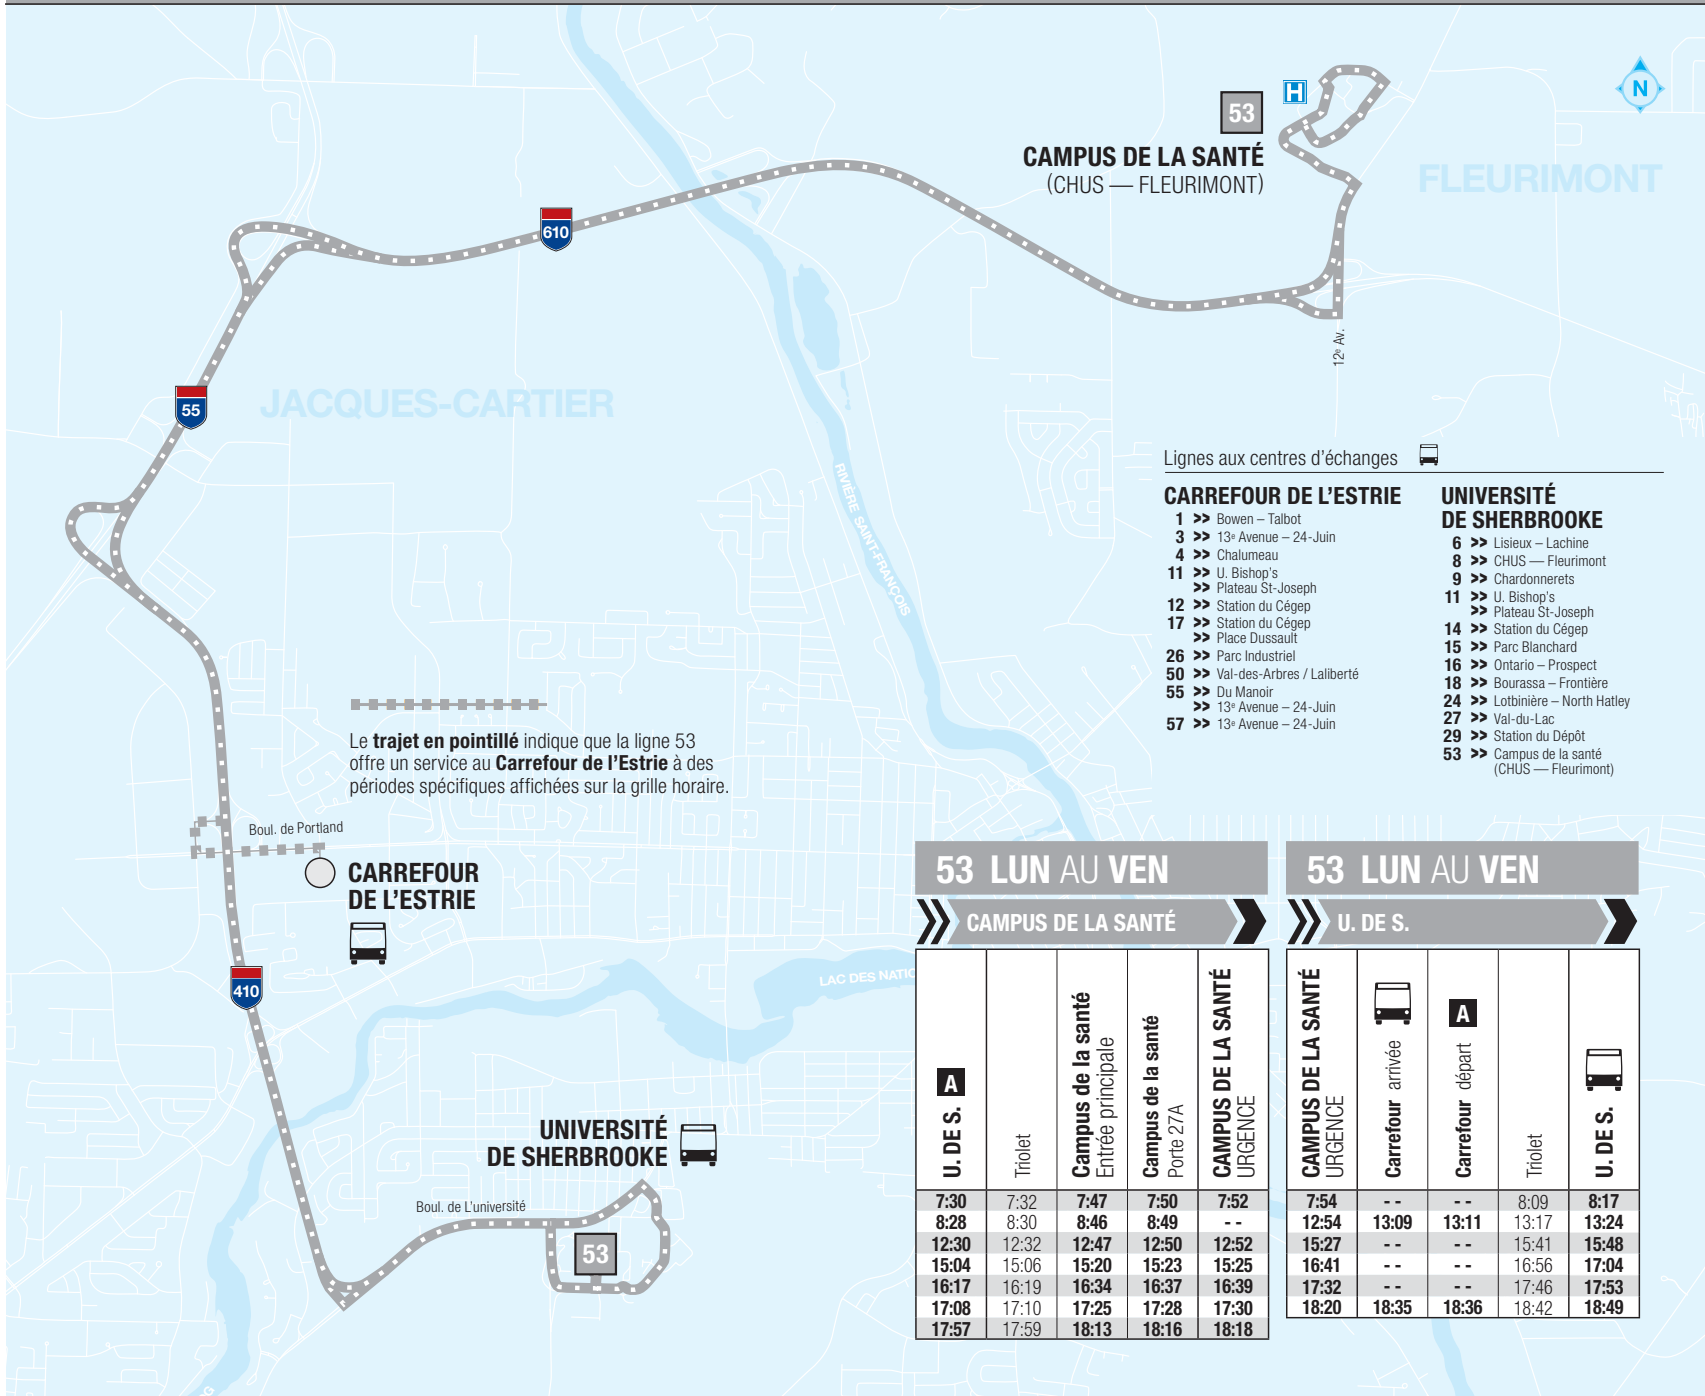 N
H
53
CAMPUS DE LA SANTÉ
(CHUS — FLEURIMONT)
FLEURIMONT
610
12e Av.
55
JACQUES-CARTIER
RIVIÈRE SAINT-FRANÇOIS
Lignes aux centres d'échanges
CARREFOUR DE L'ESTRIE
1 >> Bowen – Talbot
3 >> 13e Avenue – 24-Juin
4 >> Chalumeau
11 >> U. Bishop's
>> Plateau St-Joseph
12 >> Station du Cégep
17 >> Station du Cégep
>> Place Dussault
26 >> Parc Industriel
50 >> Val-des-Arbres / Laliberté
55 >> Du Manoir
>> 13e Avenue – 24-Juin
57 >> 13e Avenue – 24-Juin
UNIVERSITÉ
DE SHERBROOKE
6 >> Lisieux – Lachine
8 >> CHUS — Fleurimont
9 >> Chardonnerets
11 >> U. Bishop's
>> Plateau St-Joseph
14 >> Station du Cégep
15 >> Parc Blanchard
16 >> Ontario – Prospect
18 >> Bourassa – Frontière
24 >> Lotbinière – North Hatley
27 >> Val-du-Lac
29 >> Station du Dépôt
53 >> Campus de la santé
(CHUS — Fleurimont)
Le trajet en pointillé indique que la ligne 53
offre un service au Carrefour de l'Estrie à des
périodes spécifiques affichées sur la grille horaire.
Boul. de Portland
CARREFOUR
DE L'ESTRIE
410
LAC DES NATIO
UNIVERSITÉ
DE SHERBROOKE
Boul. de L'université
53
53 LUN AU VEN
CAMPUS DE LA SANTÉ
A U. DE S.
Triolet
Campus de la santé
Entrée principale
Campus de la santé
Porte 27A
CAMPUS DE LA SANTÉ
URGENCE
7:30 7:32 7:47 7:50 7:52
8:28 8:30 8:46 8:49 - -
12:30 12:32 12:47 12:50 12:52
15:04 15:06 15:20 15:23 15:25
16:17 16:19 16:34 16:37 16:39
17:08 17:10 17:25 17:28 17:30
17:57 17:59 18:13 18:16 18:18
53 LUN AU VEN
U. DE S.
CAMPUS DE LA SANTÉ
URGENCE
Carrefour arrivée
A Carrefour départ
Triolet
U. DE S.
7:54 - - - - 8:09 8:17
12:54 13:09 13:11 13:17 13:24
15:27 - - - - 15:41 15:48
16:41 - - - - 16:56 17:04
17:32 - - - - 17:46 17:53
18:20 18:35 18:36 18:42 18:49